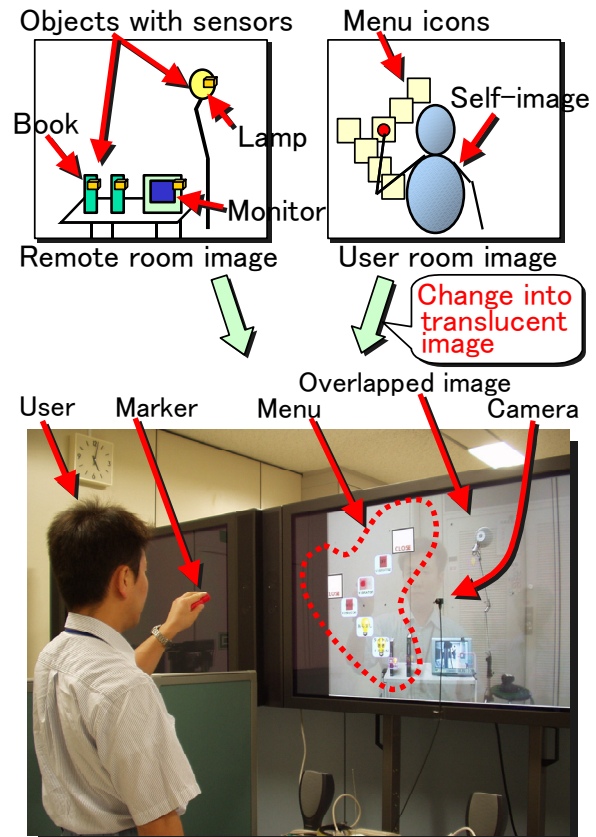 Objects with sensors
Menu icons
Self-image
Book
Lamp
Monitor
Remote room image
User room image
Change into
translucent
image
Overlapped image
User
Marker
Menu
Camera
CLOSE